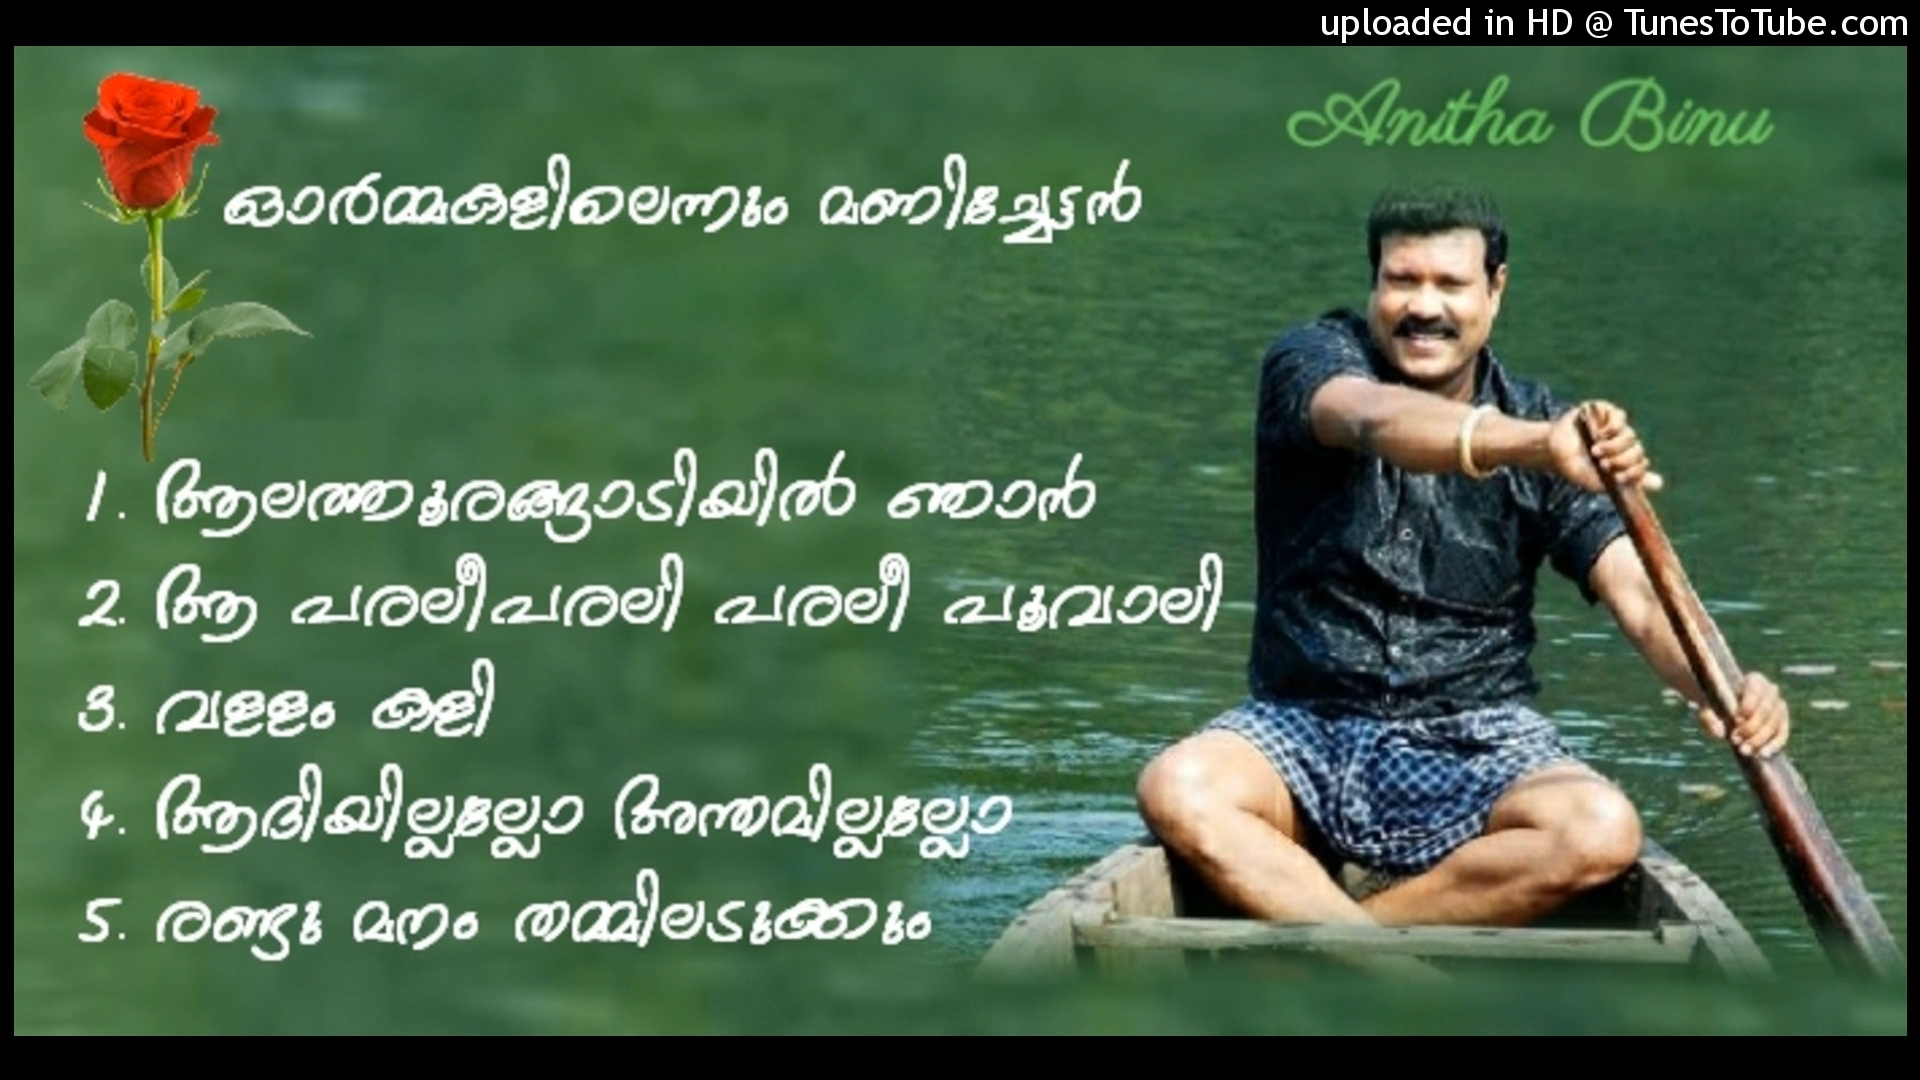 uploaded in HD @ TunesToTube.com
Anitha Binu
ഓർമ്മകളിലെന്നും മണിച്ചേട്ടൻ
1. ആലത്തൂരങ്ങാടിയിൽ ഞാൻ
2. ആ പരലീപരലി പരലീ പൂവാലി
3. വള്ളം കളി
4. ആദിയില്ലല്ലോ അന്തമില്ലല്ലോ
5. രണ്ടു മനം തമ്മിലടുക്കും